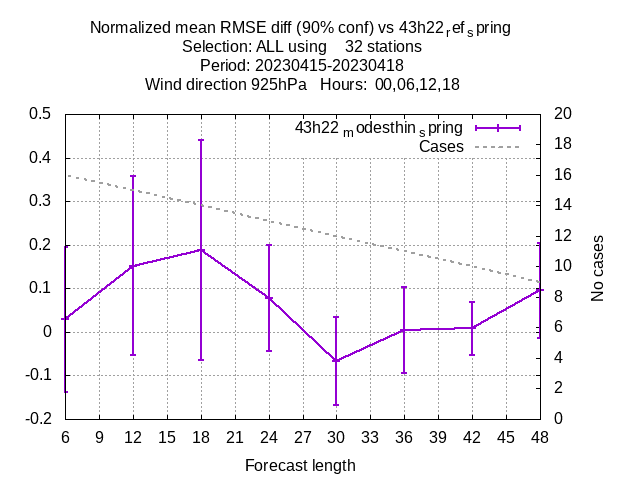 Normalized mean RMSE diff (90% conf) vs 43h22refspring
Selection: ALL using 32 stations
Period: 20230415-20230418
Wind direction 925hPa Hours: 00,06,12,18
43h22modesthinspring
Cases
0.5
0.4
0.3
0.2
0.1
0
-0.1
-0.2
20
18
16
14
12
10
8
6
4
2
0
No cases
6 9 12 15 18 21 24 27 30 33 36 39 42 45 48
Forecast length